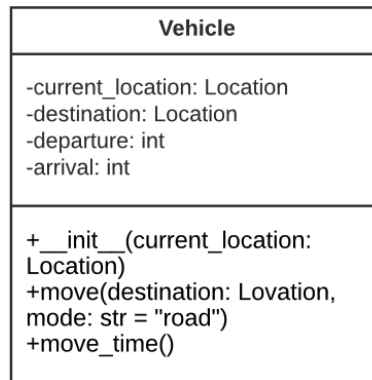 Vehicle
-current_location: Location
-destination: Location
-departure: int
-arrival: int
+__init__(current_location:
Location)
+move(destination: Lovation,
mode: str = "road")
+move_time()